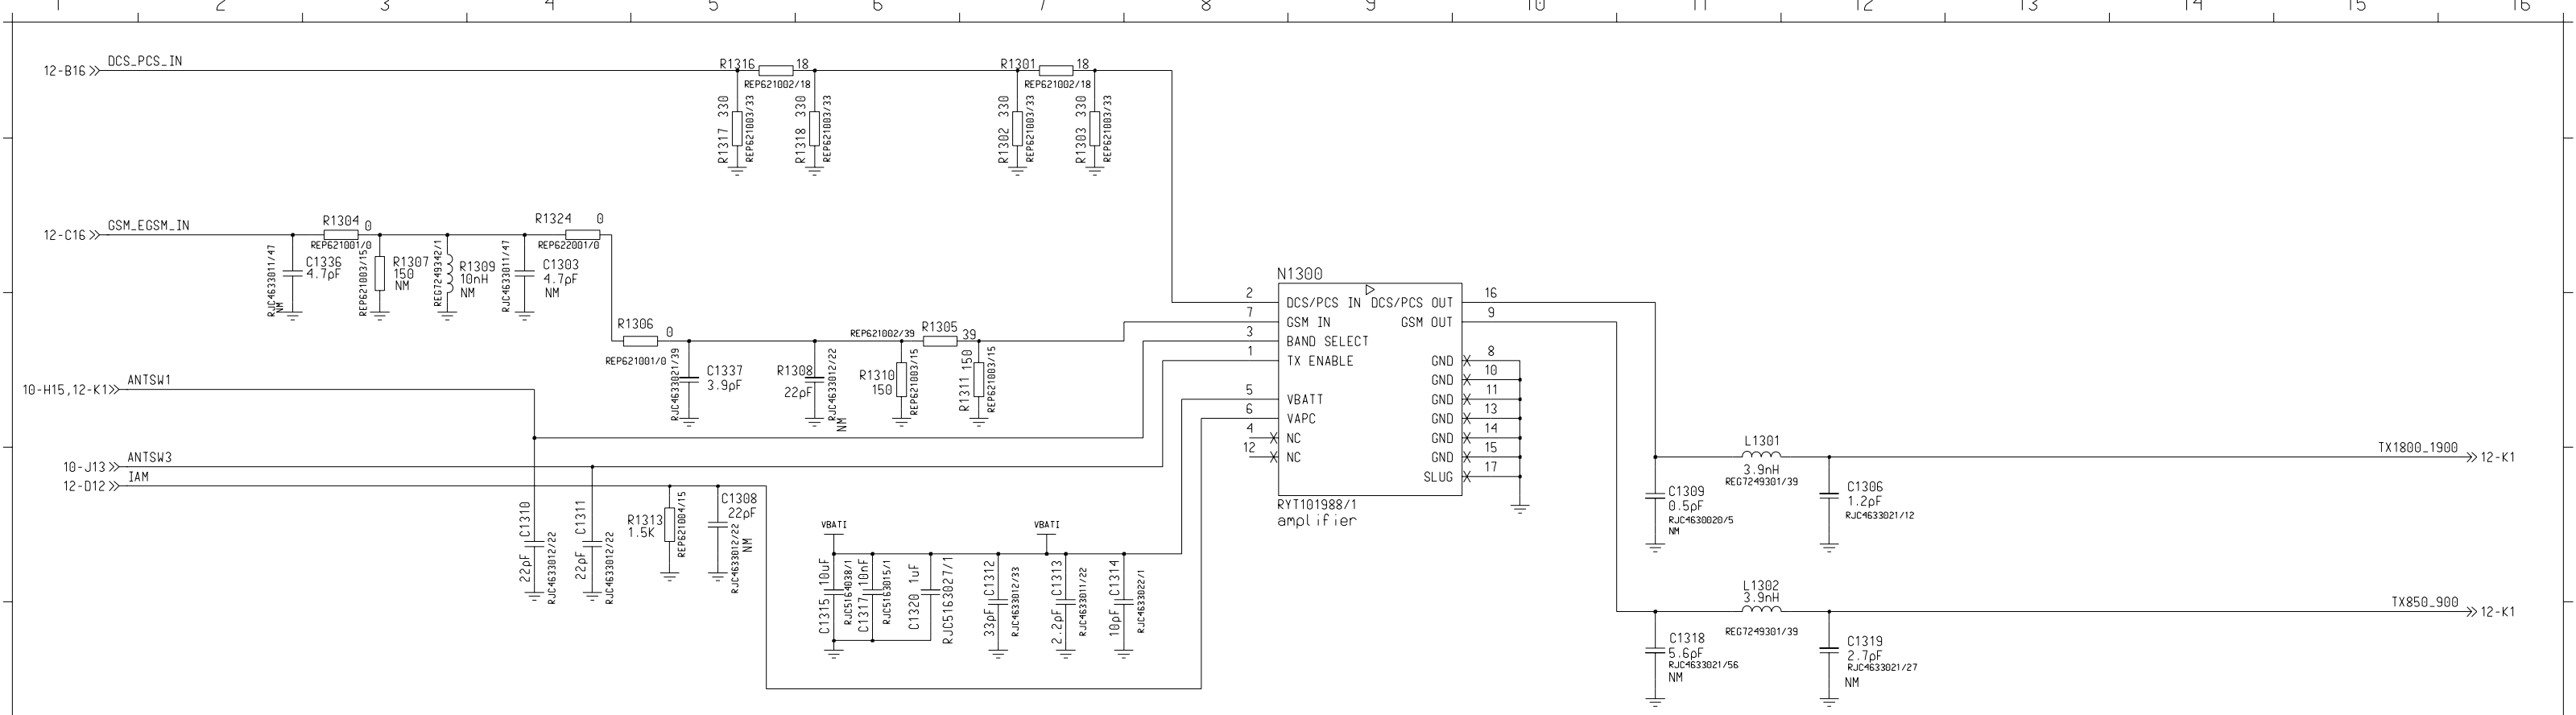 1 2 3 4 5 6 7 8 9 10 11 12 13 14 15 16
12-B16 DCS_PCS_IN
R1316 18
REP621002/18
R1301 18
REP621002/18
R1317 330
REP621003/33
R1318 330
REP621003/33
R1302 330
REP621003/33
R1303 330
REP621003/33
12-C16 GSM_EGSM_IN
R1304 0
REP621001/0
R1324 0
REP622001/0
RJC4633011/47
NM
C1336
4.7pF
REP621003/15
R1307
150
NM
REG7249342/1
R1309
10nH
NM
RJC4633011/47
C1303
4.7pF
NM
R1306 0
REP621001/0
RJC4633021/39
C1337
3.9pF
R1308
22pF
RJC4633012/22
NM
REP621002/39
R1305
39
R1310
150
REP621003/15
R1311 150
REP621003/15
10-H15,12-K1 ANTSW1
10-J13 ANTSW3
12-D12 IAM
C1310
22pF
RJC4633012/22
C1311
22pF
RJC4633012/22
R1313
1.5K
REP621004/15
C1308
22pF
RJC4633012/22
NM
VBATI
VBATI
C1315 10uF
RJC5164038/1
C1317 10nF
RJC5163015/1
C1320 1uF
RJC5163027/1
33pF C1312
RJC4633012/33
2.2pF C1313
RJC4633011/22
10pF C1314
RJC4633022/1
N1300
2 DCS/PCS IN DCS/PCS OUT 16
7 GSM IN GSM OUT 9
3 BAND SELECT
1 TX ENABLE GND 8
GND 10
5 VBATT GND 11
6 VAPC GND 13
4 NC GND 14
12 NC GND 15
SLUG 17
RYT101988/1
amplifier
L1301
3.9nH
REG7249301/39
C1309
0.5pF
RJC4630020/5
NM
C1306
1.2pF
RJC4633021/12
TX1800_1900 12-K1
L1302
3.9nH
REG7249301/39
C1318
5.6pF
RJC4633021/56
NM
C1319
2.7pF
RJC4633021/27
NM
TX850_900 12-K1